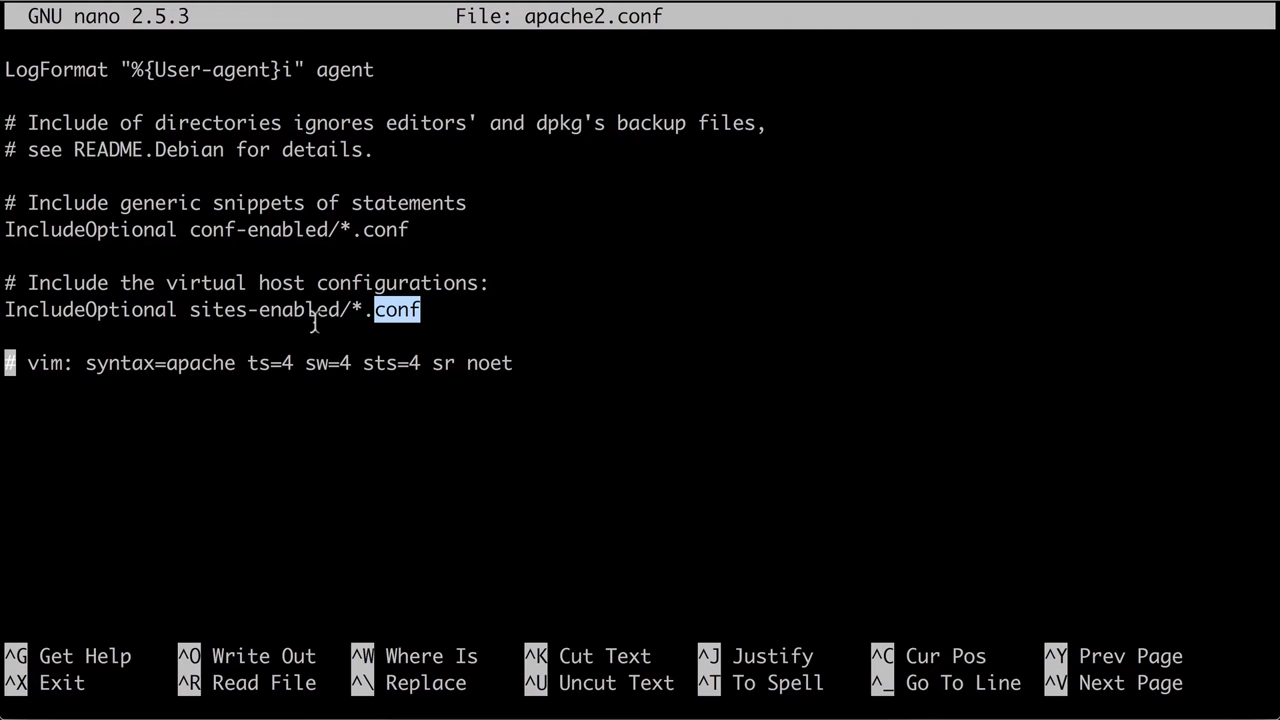 GNU nano 2.5.3 File: apache2.conf
LogFormat "%{User-agent}i" agent
# Include of directories ignores editors' and dpkg's backup files,
# see README.Debian for details.
# Include generic snippets of statements
IncludeOptional conf-enabled/*.conf
# Include the virtual host configurations:
IncludeOptional sites-enabled/*.conf
# vim: syntax=apache ts=4 sw=4 sts=4 sr noet
^G Get Help ^O Write Out ^W Where Is ^K Cut Text ^J Justify ^C Cur Pos ^Y Prev Page
^X Exit ^R Read File ^\ Replace ^U Uncut Text ^T To Spell ^_ Go To Line ^V Next Page